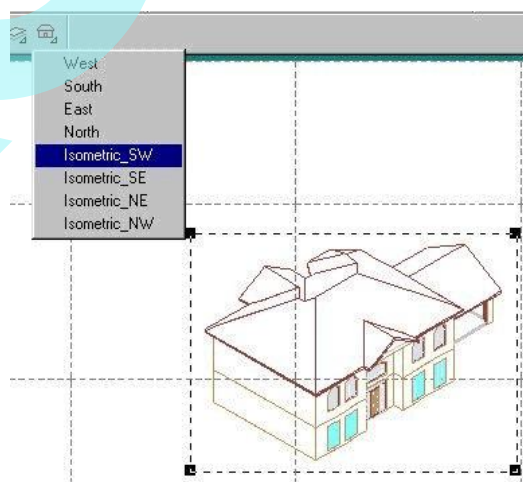 West
South
East
North
Isometric_SW
Isometric_SE
Isometric_NE
Isometric_NW